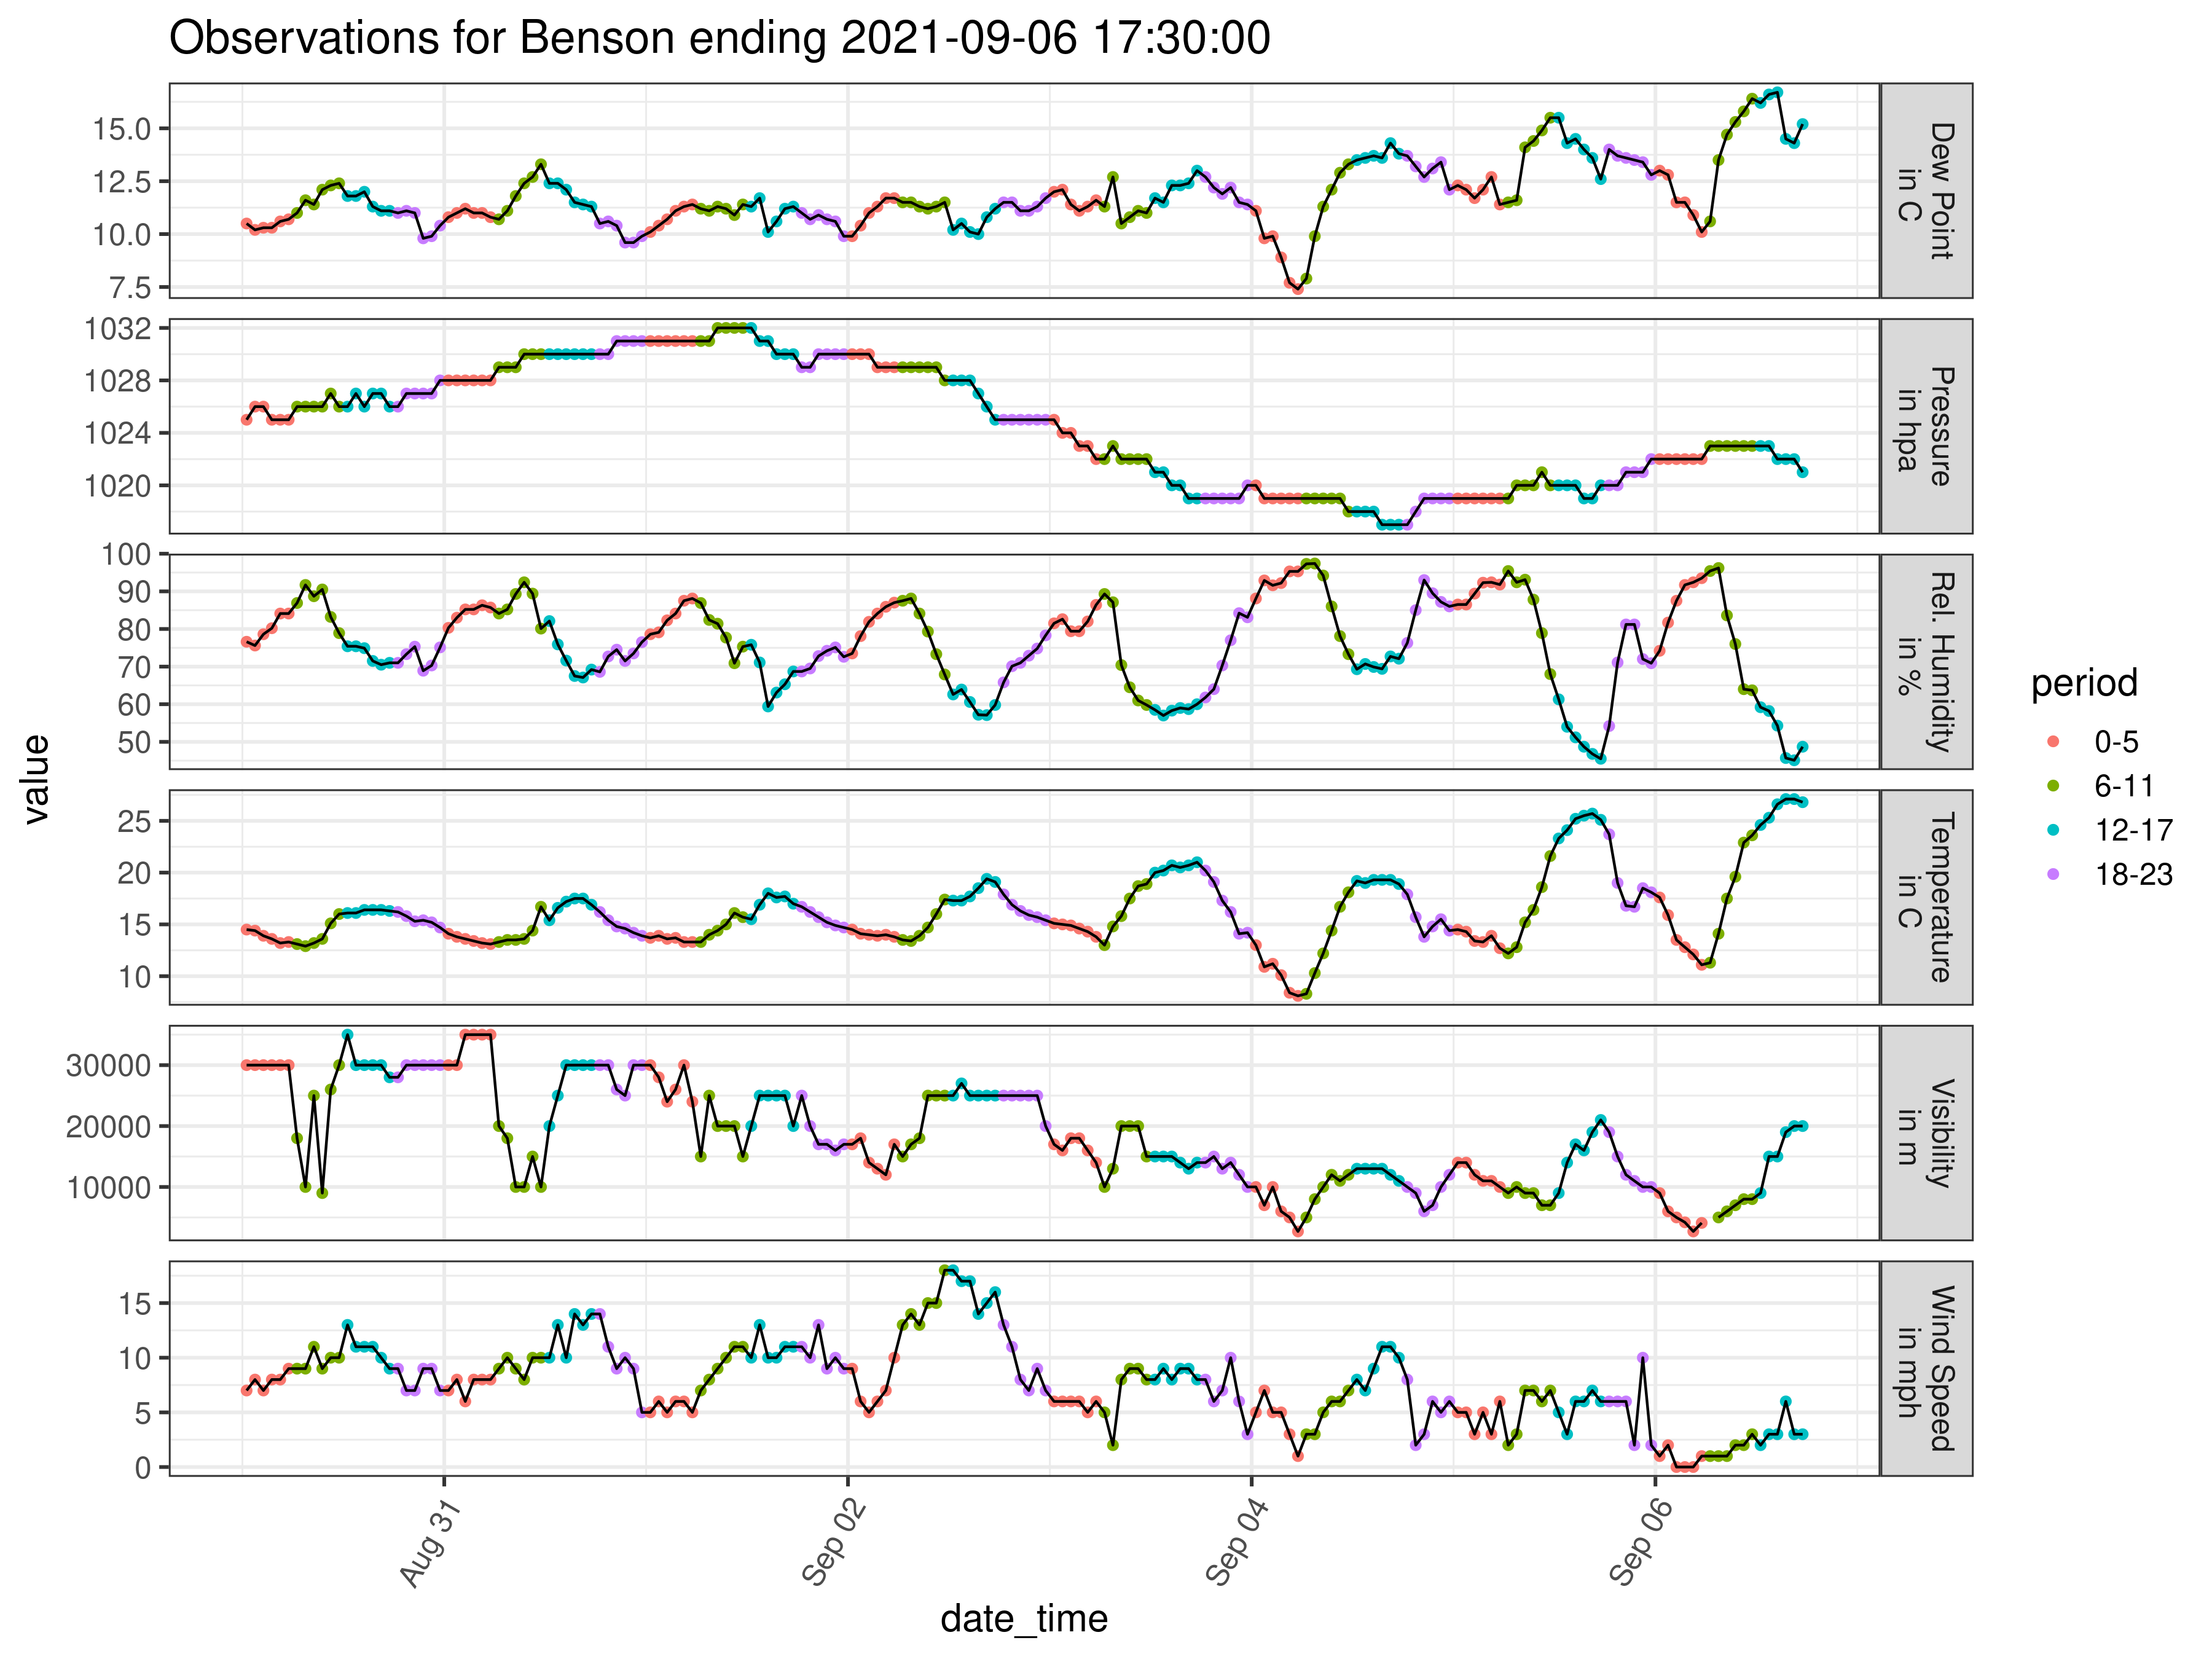 Observations for Benson ending 2021-09-06 17:30:00
15.0
12.5
10.0
7.5
Dew Point
in C
1032
1028
1024
1020
Pressure
in hpa
100
90
80
70
60
50
Rel. Humidity
in %
25
20
15
10
Temperature
in C
30000
20000
10000
Visibility
in m
15
10
5
0
Wind Speed
in mph
value
Aug 31
Sep 02
Sep 04
Sep 06
date_time
period
0-5
6-11
12-17
18-23